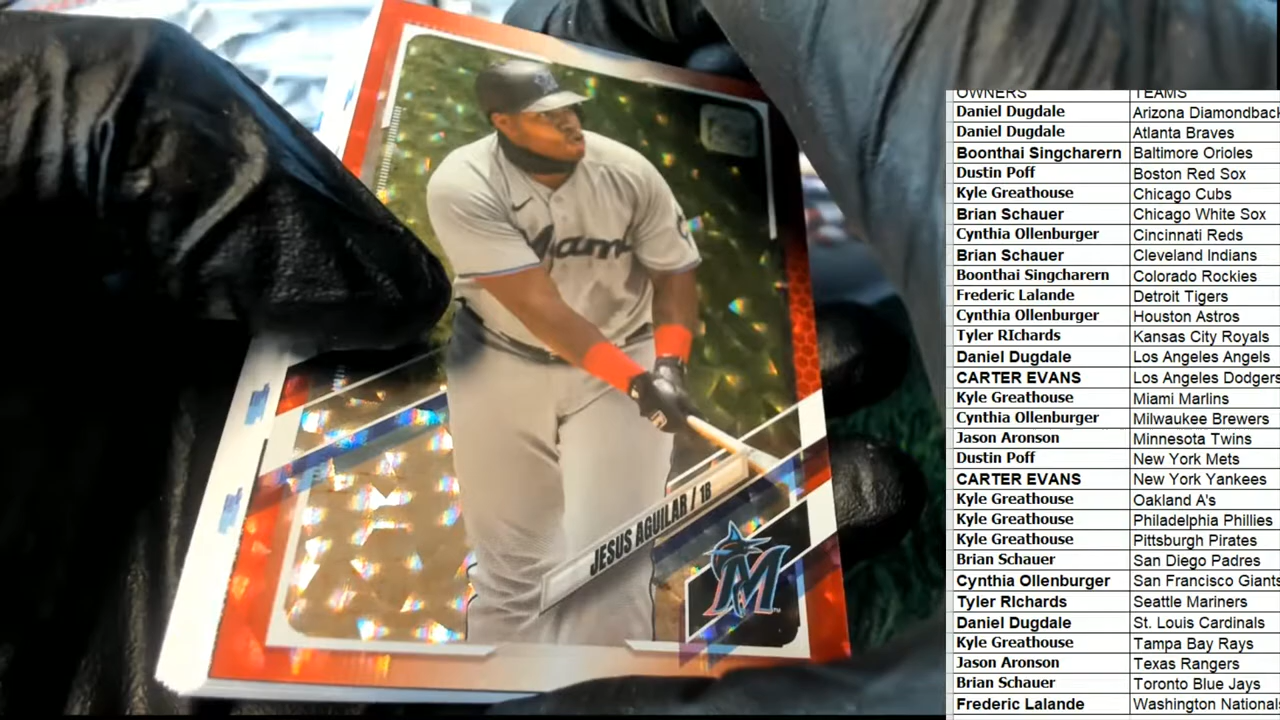 OWNERS TEAMS
Daniel Dugdale Arizona Diamondback
Daniel Dugdale Atlanta Braves
Boonthai Singcharern Baltimore Orioles
Dustin Poff Boston Red Sox
Kyle Greathouse Chicago Cubs
Brian Schauer Chicago White Sox
Cynthia Ollenburger Cincinnati Reds
Brian Schauer Cleveland Indians
Boonthai Singcharern Colorado Rockies
Frederic Lalande Detroit Tigers
Cynthia Ollenburger Houston Astros
Tyler RIchards Kansas City Royals
Daniel Dugdale Los Angeles Angels
CARTER EVANS Los Angeles Dodgers
Kyle Greathouse Miami Marlins
Cynthia Ollenburger Milwaukee Brewers
Jason Aronson Minnesota Twins
Dustin Poff New York Mets
CARTER EVANS New York Yankees
Kyle Greathouse Oakland A's
Kyle Greathouse Philadelphia Phillies
Kyle Greathouse Pittsburgh Pirates
Brian Schauer San Diego Padres
Cynthia Ollenburger San Francisco Giants
Tyler RIchards Seattle Mariners
Daniel Dugdale St. Louis Cardinals
Kyle Greathouse Tampa Bay Rays
Jason Aronson Texas Rangers
Brian Schauer Toronto Blue Jays
Frederic Lalande Washington National
Miami
JESUS AGUILAR / 1B
M